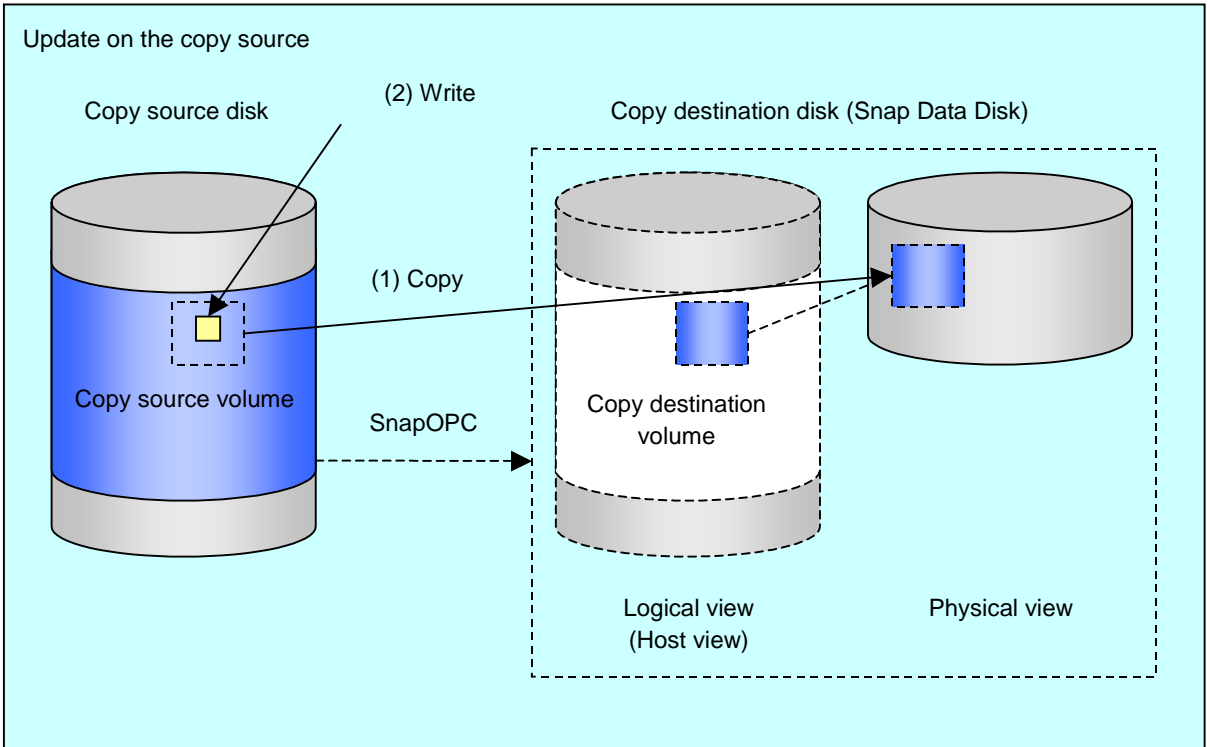 Update on the copy source
(2) Write
Copy source disk
Copy destination disk (Snap Data Disk)
(1) Copy
Copy source volume
Copy destination
volume
SnapOPC
Logical view
(Host view)
Physical view